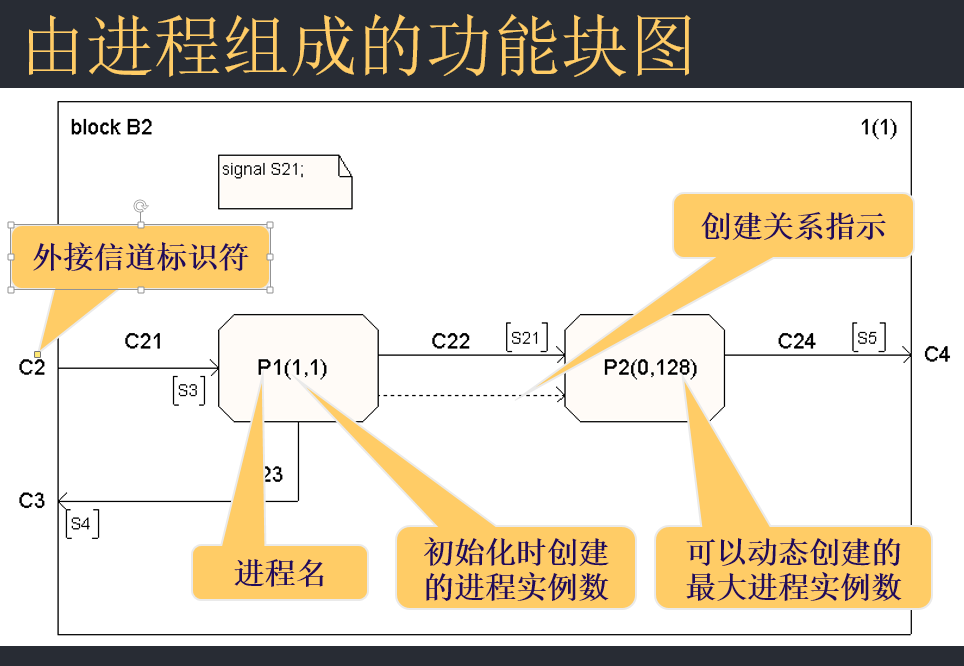 由进程组成的功能块图
block B2
1(1)
signal S21;
创建关系指示
外接信道标识符
C21
C22
[S21]
C24
[S5]
C2
[S3]
P1(1,1)
P2(0,128)
C4
23
C3
[S4]
进程名
初始化时创建
的进程实例数
可以动态创建的
最大进程实例数